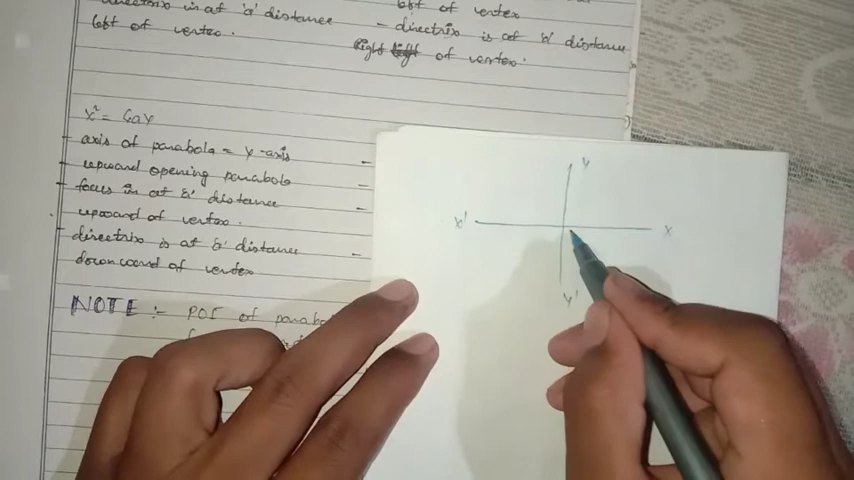 directrix is at 'a' distance
left of vertex.
left of vertex
- directrix is at 'a' distance
Right of vertex.
x² = 4ay
axis of parabola = y-axis
upward opening parabola
focus is at 'a' distance
upward of vertex.
directrix is at 'a' distance
downward of vertex
NOTE :- POI of parabol
Y
X'
X
Y'